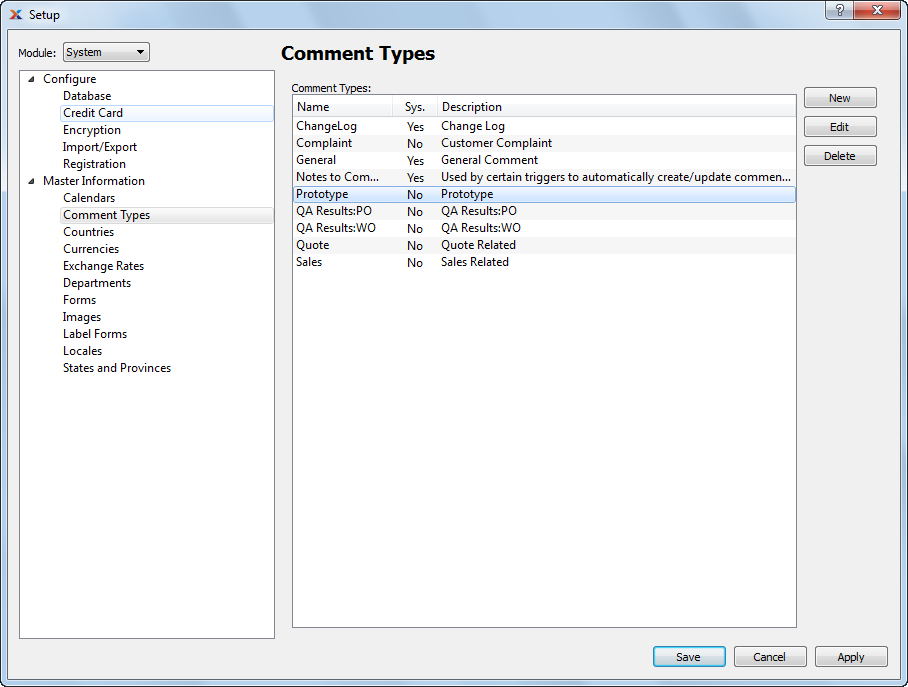 Setup
?
Module: System
Configure
Database
Credit Card
Encryption
Import/Export
Registration
Master Information
Calendars
Comment Types
Countries
Currencies
Exchange Rates
Departments
Forms
Images
Label Forms
Locales
States and Provinces
Comment Types
Comment Types:
Name Sys. Description
ChangeLog Yes Change Log
Complaint No Customer Complaint
General Yes General Comment
Notes to Com... Yes Used by certain triggers to automatically create/update commen...
Prototype No Prototype
QA Results:PO No QA Results:PO
QA Results:WO No QA Results:WO
Quote No Quote Related
Sales No Sales Related
New
Edit
Delete
Save Cancel Apply